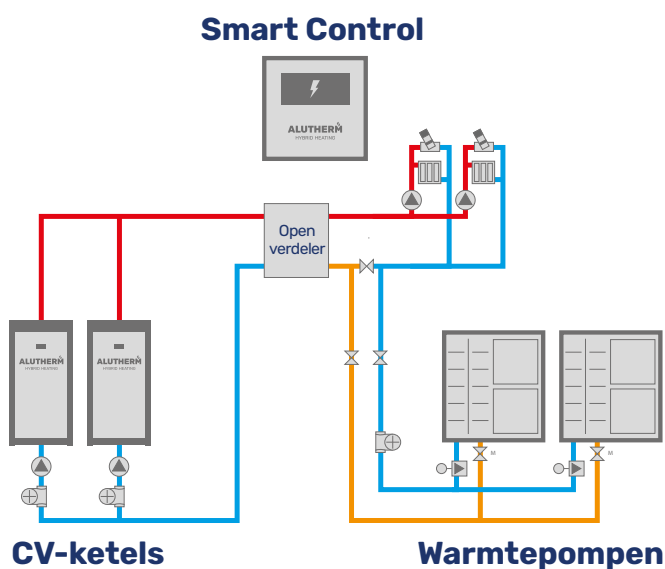 Smart Control
ALUTHERM
HYBRID HEATING
Open
verdeler
ALUTHERM
HYBRID HEATING
ALUTHERM
HYBRID HEATING
M
M
CV-ketels
Warmtepompen